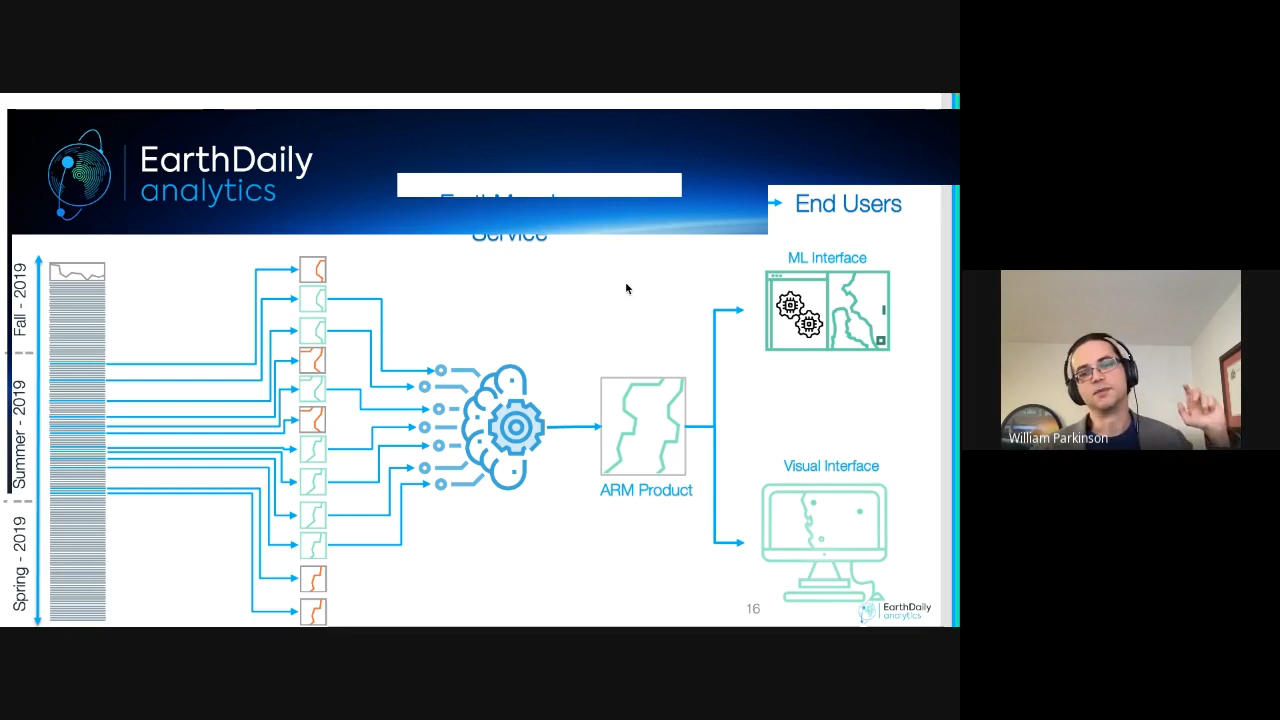 EarthDaily
analytics
Service
End Users
Fall - 2019
Summer - 2019
Spring - 2019
ML Interface
ARM Product
Visual Interface
16
EarthDaily
analytics
William Parkinson